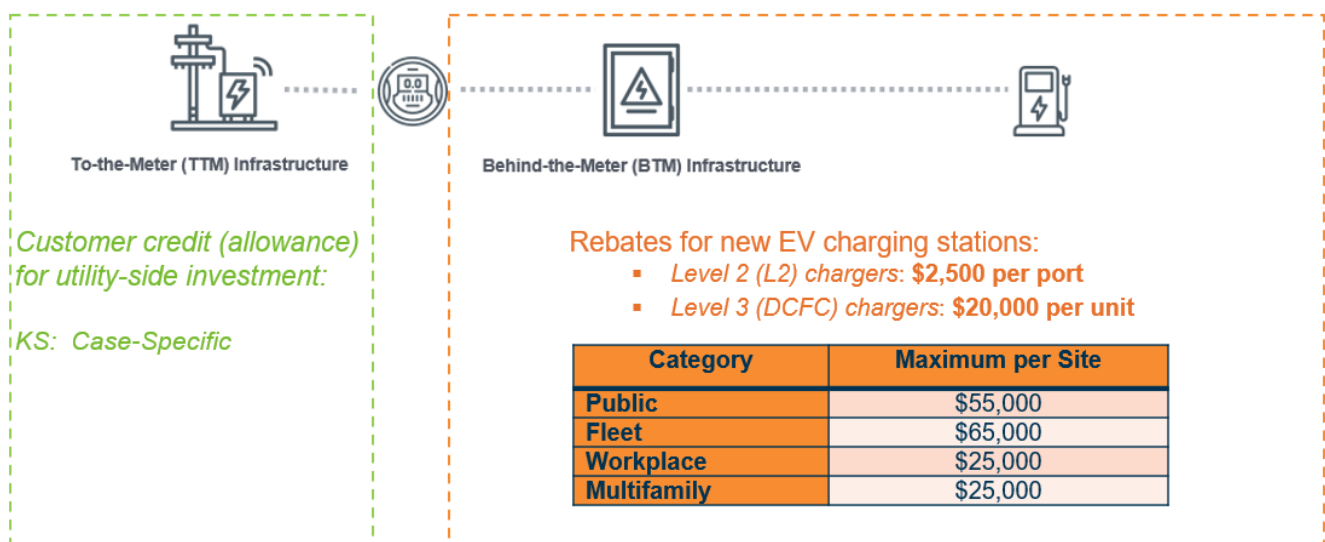 0.0
To-the-Meter (TTM) Infrastructure
Behind-the-Meter (BTM) Infrastructure
Customer credit (allowance)
for utility-side investment:
KS: Case-Specific
Rebates for new EV charging stations:
▪ Level 2 (L2) chargers: $2,500 per port
▪ Level 3 (DCFC) chargers: $20,000 per unit
Category Maximum per Site
Public $55,000
Fleet $65,000
Workplace $25,000
Multifamily $25,000